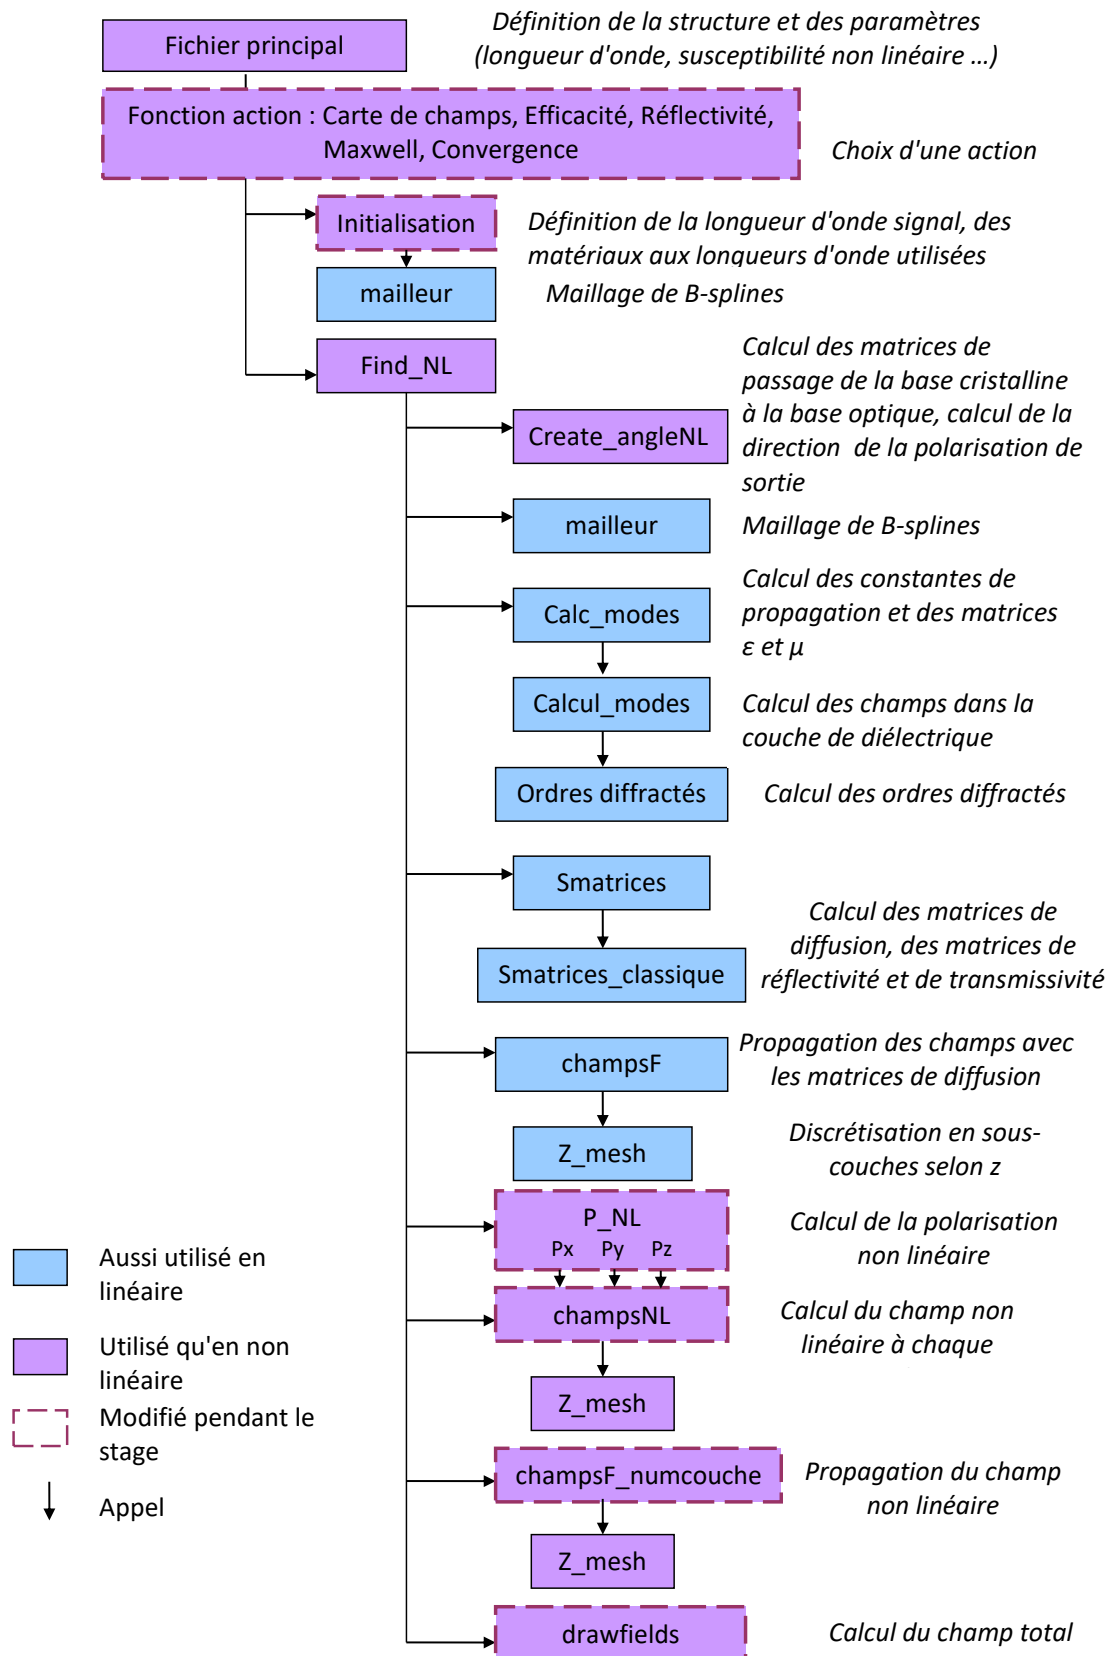 Fichier principal
Définition de la structure et des paramètres
(longueur d'onde, susceptibilité non linéaire …)
Fonction action : Carte de champs, Efficacité, Réflectivité,
Maxwell, Convergence
Choix d'une action
Initialisation
Définition de la longueur d'onde signal, des
matériaux aux longueurs d'onde utilisées
mailleur
Maillage de B-splines
Find_NL
Calcul des matrices de
passage de la base cristalline
à la base optique, calcul de la
direction de la polarisation de
sortie
Create_angleNL
mailleur
Maillage de B-splines
Calc_modes
Calcul des constantes de
propagation et des matrices
ε et μ
Calcul_modes
Calcul des champs dans la
couche de diélectrique
Ordres diffractés
Calcul des ordres diffractés
Smatrices
Smatrices_classique
Calcul des matrices de
diffusion, des matrices de
réflectivité et de transmissivité
champsF
Propagation des champs avec
les matrices de diffusion
Z_mesh
Discrétisation en sous-
couches selon z
P_NL
Px Py Pz
Calcul de la polarisation
non linéaire
champsNL
Calcul du champ non
linéaire à chaque
Z_mesh
champsF_numcouche
Propagation du champ
non linéaire
Z_mesh
drawfields
Calcul du champ total
Aussi utilisé en
linéaire
Utilisé qu'en non
linéaire
Modifié pendant le
stage
Appel